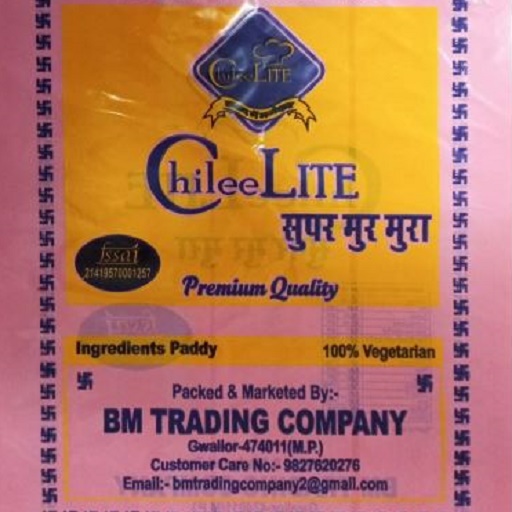 ChileeLITE
ChileeLITE
सुपर मुर मुरा
fssai
21419570001257
Premium Quality
Ingredients Paddy
100% Vegetarian
Packed & Marketed By:-
BM TRADING COMPANY
Gwalior-474011(M.P.)
Customer Care No:- 9827620276
Email:- bmtradingcompany2@gmail.com